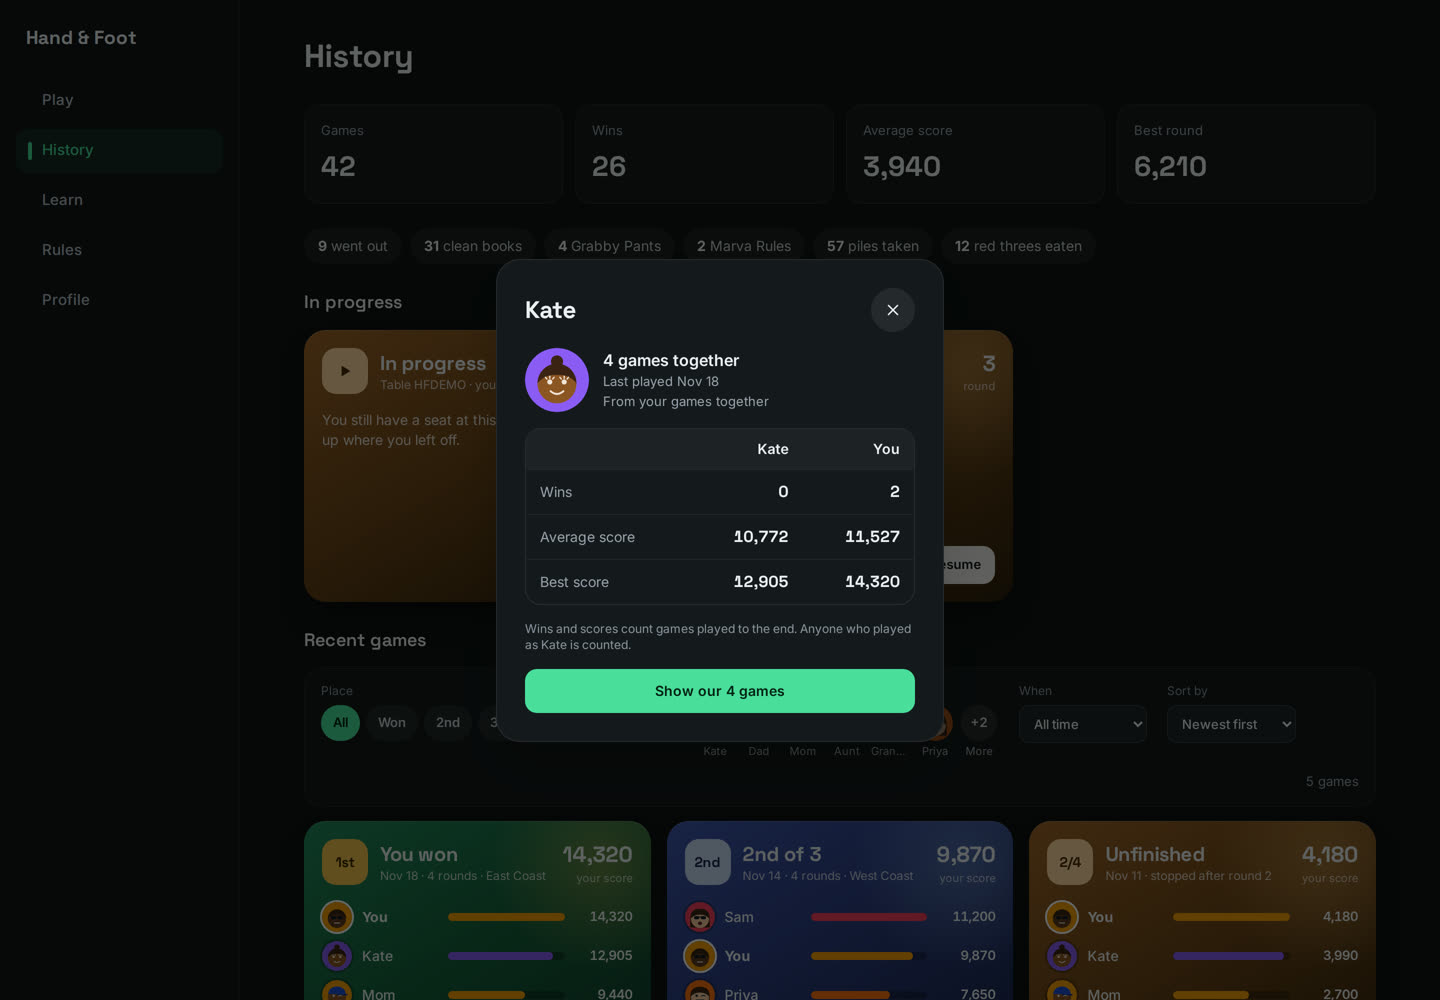 Hand & Foot
Play
History
Learn
Rules
Profile
History
Games
42
Wins
26
Average score
3,940
Best round
6,210
9 went out
31 clean books
4 Grabby Pants
2 Marva Rules
57 piles taken
12 red threes eaten
In progress
In progress
Table HFDEMO · you
You still have a seat at this
up where you left off.
3
round
esume
Kate
4 games together
Last played Nov 18
From your games together
Kate You
Wins 0 2
Average score 10,772 11,527
Best score 12,905 14,320
Wins and scores count games played to the end. Anyone who played
as Kate is counted.
Show our 4 games
Recent games
Place
All Won 2nd 3
Kate Dad Mom Aunt Gran... Priya
+2
More
When
All time
Sort by
Newest first
5 games
1st
You won
Nov 18 · 4 rounds · East Coast
14,320
your score
You 14,320
Kate 12,905
Mom 9,440
2nd
2nd of 3
Nov 14 · 4 rounds · West Coast
9,870
your score
Sam 11,200
You 9,870
Priya 7,650
2/4
Unfinished
Nov 11 · stopped after round 2
4,180
your score
You 4,180
Kate 3,990
Mom 2,700